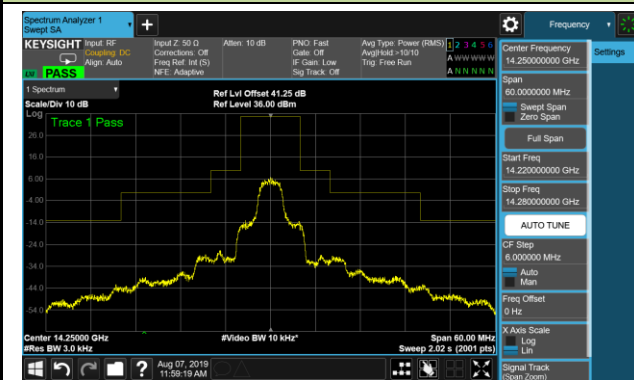 Spectrum Analyzer 1
Swept SA
Frequency
KEYSIGHT
Input: RF
Coupling: DC
Align: Auto
Input Z: 50 Ω
Corrections: Off
Freq Ref: Int (S)
NFE: Adaptive
Atten: 10 dB
PNO: Fast
Gate: Off
IF Gain: Low
Sig Track: Off
Avg Type: Power (RMS)
Avg|Hold:>10/10
Trig: Free Run
1 2 3 4 5 6
A W W W W W
A N N N N N
PASS
1 Spectrum
Scale/Div 10 dB
Ref Lvl Offset 41.25 dB
Ref Level 36.00 dBm
Log
Trace 1 Pass
26.0
16.0
6.00
-4.00
-14.0
-24.0
-34.0
-44.0
-54.0
Center 14.25000 GHz
#Res BW 3.0 kHz
#Video BW 10 kHz*
Span 60.00 MHz
Sweep 2.02 s (2001 pts)
Aug 07, 2019
11:59:19 AM
Center Frequency
14.250000000 GHz
Settings
Span
60.0000000 MHz
Swept Span
Zero Span
Full Span
Start Freq
14.220000000 GHz
Stop Freq
14.280000000 GHz
AUTO TUNE
CF Step
6.000000 MHz
Auto
Man
Freq Offset
0 Hz
X Axis Scale
Log
Lin
Signal Track
(Span Zoom)